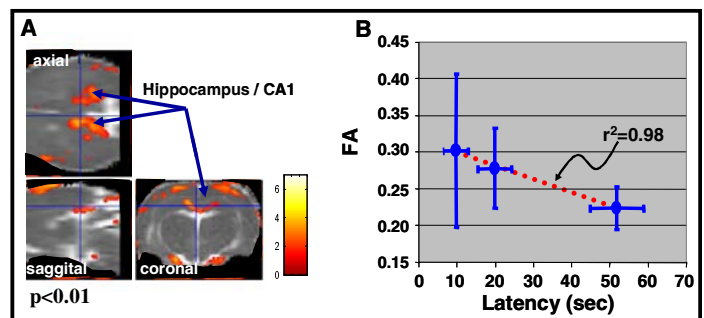 A
axial
Hippocampus / CA1
saggital
coronal
6
4
2
0
p<0.01
B
0.45
0.40
0.35
0.30
0.25
0.20
0.15
FA
r²=0.98
0 10 20 30 40 50 60 70
Latency (sec)